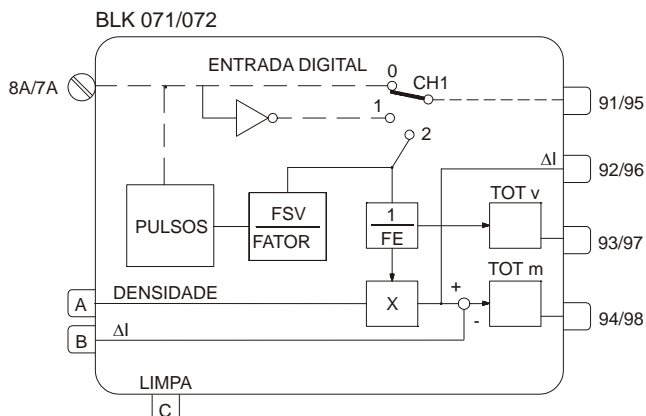 BLK 071/072
8A/7A
ENTRADA DIGITAL
0
CH1
91/95
1
2
ΔI
92/96
PULSOS
FSV
FATOR
1
FE
TOT v
93/97
A
DENSIDADE
X
+
-
TOT m
94/98
B
ΔI
LIMPA
C